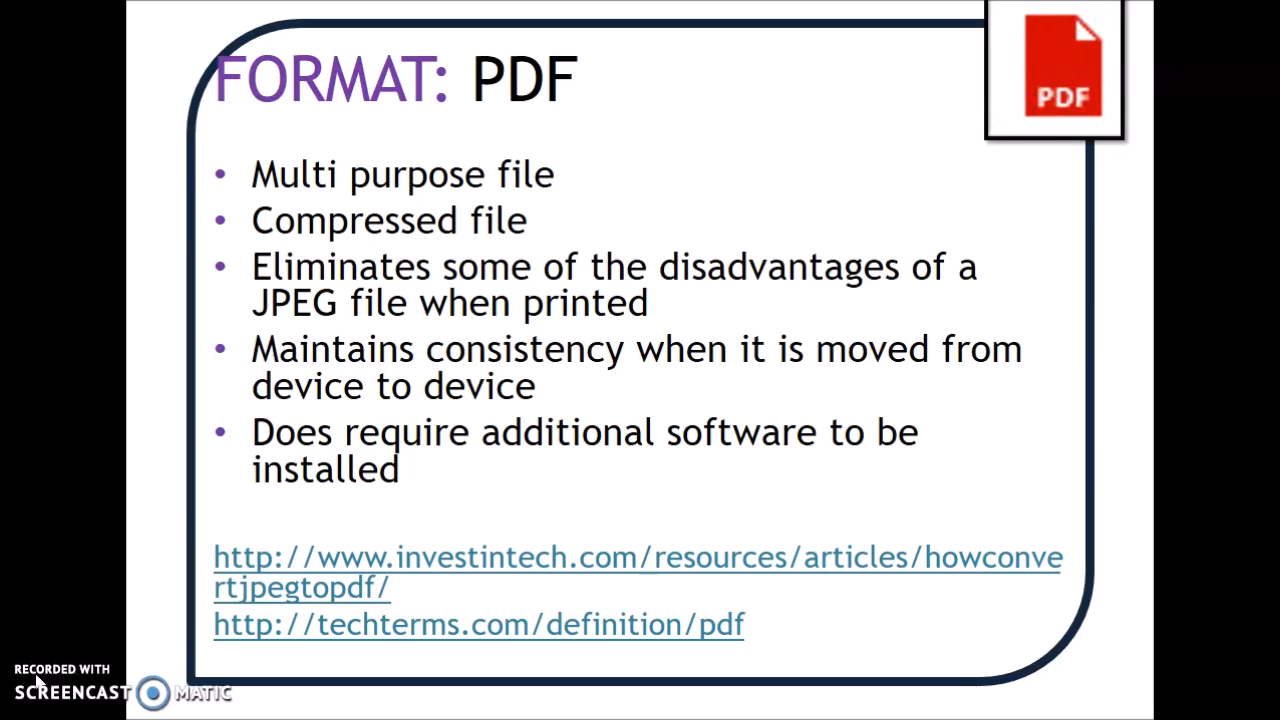 FORMAT: PDF
PDF
• Multi purpose file
• Compressed file
• Eliminates some of the disadvantages of a
JPEG file when printed
• Maintains consistency when it is moved from
device to device
• Does require additional software to be
installed
http://www.investintech.com/resources/articles/howconve
rtjpegtopdf/
http://techterms.com/definition/pdf
RECORDED WITH
SCREENCAST MATIC